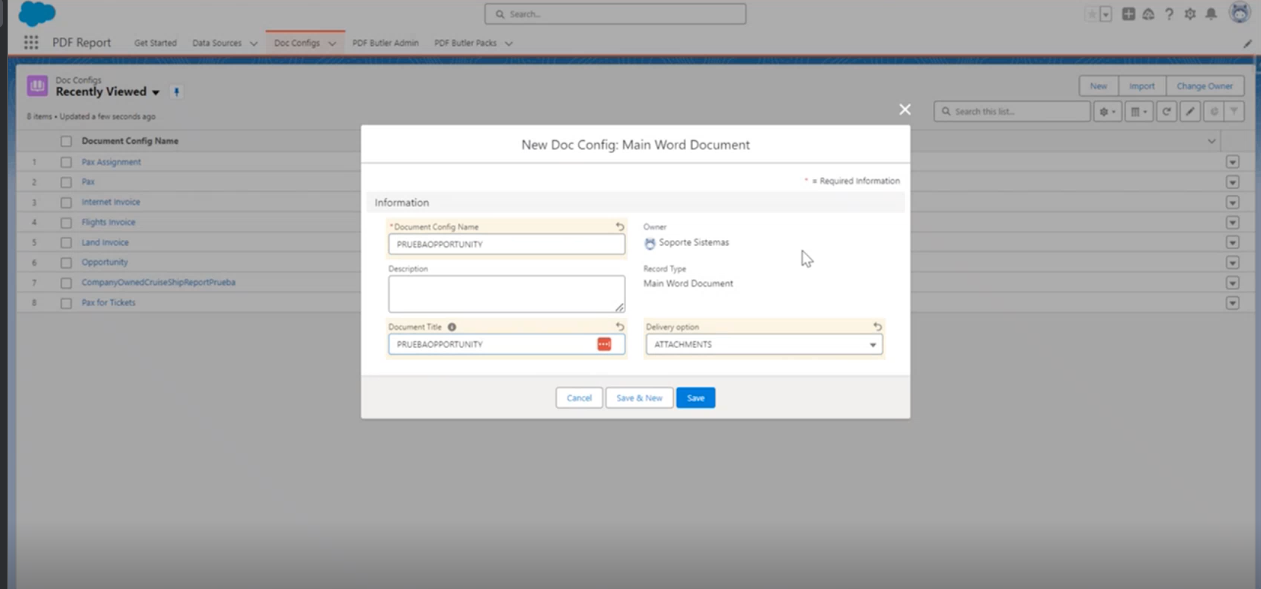 Search...
PDF Report
Get Started
Data Sources
Doc Configs
PDF Butler Admin
PDF Butler Packs
Doc Configs
Recently Viewed
New
Import
Change Owner
8 items • Updated a few seconds ago
Search this list...
Document Config Name
1 Pax Assignment
2 Pax
3 Internet Invoice
4 Flights Invoice
5 Land Invoice
6 Opportunity
7 CompanyOwnedCruiseShipReportPrueba
8 Pax for Tickets
New Doc Config: Main Word Document
* = Required Information
Information
*Document Config Name
PRUEBAOPPORTUNITY
Owner
Soporte Sistemas
Description
Record Type
Main Word Document
Document Title
PRUEBAOPPORTUNITY
Delivery option
ATTACHMENTS
Cancel
Save & New
Save